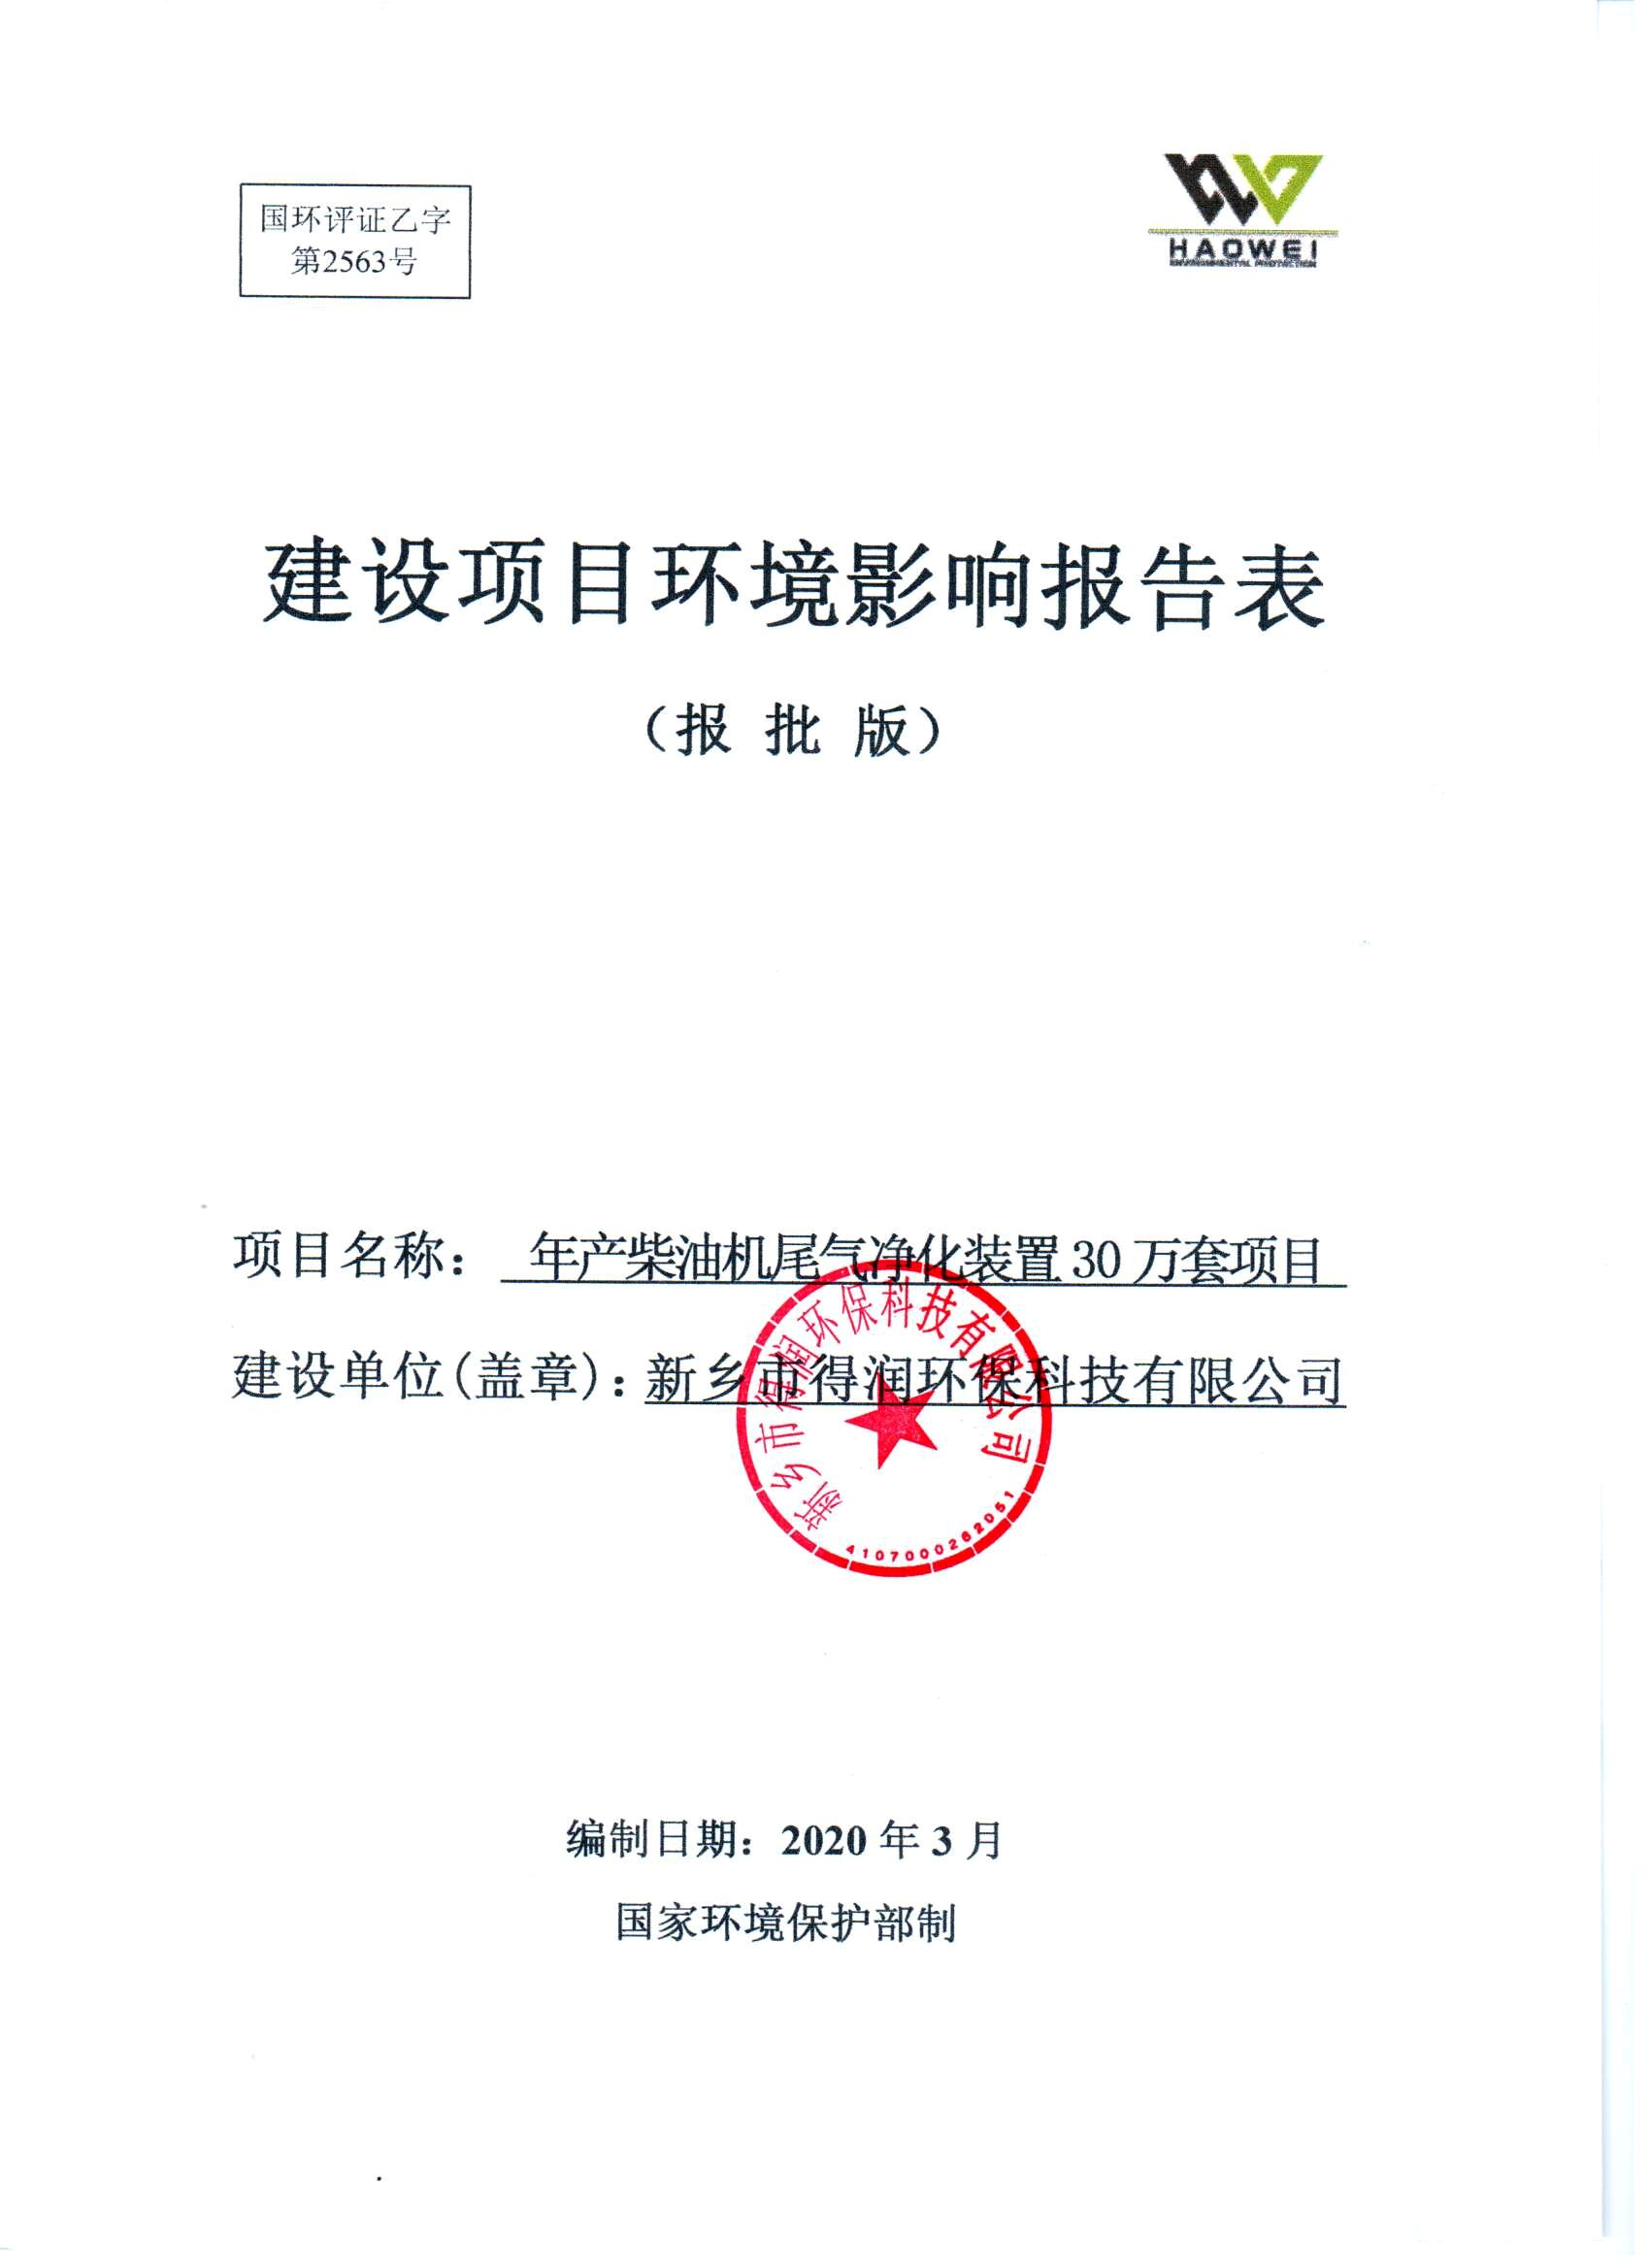 国环评证乙字
第2563号
HAOWEI
ENVIRONMENTAL PROTECTION
建设项目环境影响报告表
（报 批 版）
项目名称： 年产柴油机尾气净化装置30万套项目
建设单位(盖章)：新乡市得润环保科技有限公司
新乡市得润环保科技有限公司
4107000262051
编制日期：2020年3月
国家环境保护部制